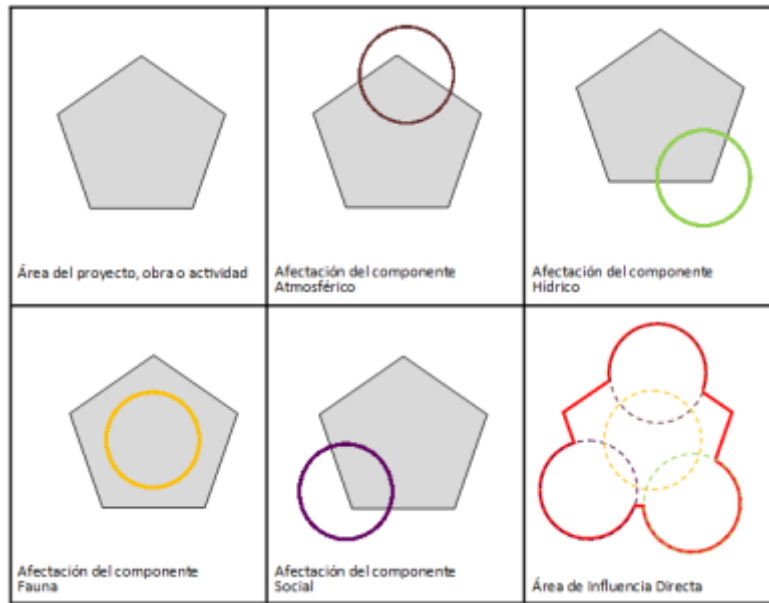 Área del proyecto, obra o actividad
Afectación del componente
Atmosférico
Afectación del componente
Hídrico
Afectación del componente
Fauna
Afectación del componente
Social
Área de Influencia Directa